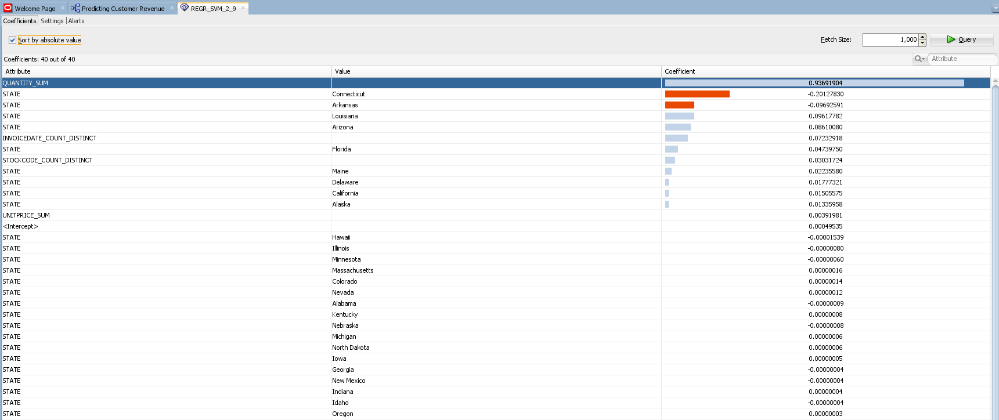 Welcome Page × Predicting Customer Revenue × REGR_SVM_2_9 ×
Coefficients Settings Alerts
Sort by absolute value Fetch Size: 1,000 Query
Coefficients: 40 out of 40 Attribute
Attribute Value Coefficient
QUANTITY_SUM 0.93691904
STATE Connecticut -0.20127830
STATE Arkansas -0.09692591
STATE Louisiana 0.09617782
STATE Arizona 0.08610080
INVOICEDATE_COUNT_DISTINCT 0.07232918
STATE Florida 0.04739750
STOCKCODE_COUNT_DISTINCT 0.03031724
STATE Maine 0.02235580
STATE Delaware 0.01777321
STATE California 0.01505575
STATE Alaska 0.01335958
UNITPRICE_SUM 0.00391981
<Intercept> 0.00049535
STATE Hawaii -0.00001539
STATE Illinois -0.00000080
STATE Minnesota -0.00000060
STATE Massachusetts 0.00000016
STATE Colorado 0.00000014
STATE Nevada 0.00000012
STATE Alabama -0.00000009
STATE Kentucky 0.00000008
STATE Nebraska -0.00000008
STATE Michigan 0.00000006
STATE North Dakota 0.00000006
STATE Iowa 0.00000005
STATE Georgia -0.00000004
STATE New Mexico -0.00000004
STATE Indiana 0.00000004
STATE Idaho -0.00000004
STATE Oregon 0.00000003